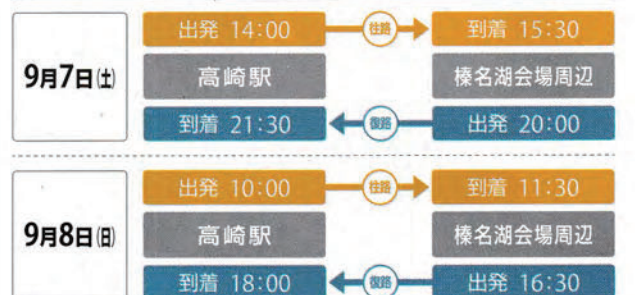 9月7日(土)
出発 14:00 往路 到着 15:30
高崎駅 榛名湖会場周辺
到着 21:30 復路 出発 20:00
9月8日(日)
出発 10:00 往路 到着 11:30
高崎駅 榛名湖会場周辺
到着 18:00 復路 出発 16:30